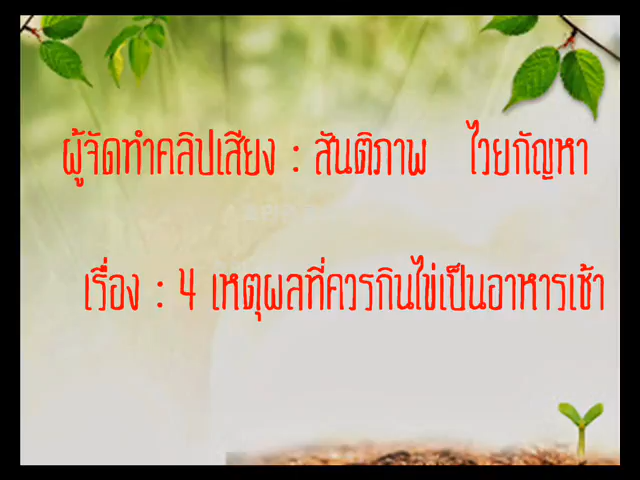 ผู้จัดทำคลิปเสียง : สันติภาพ ไวยกัญหา
เรื่อง : 4 เหตุผลที่ควรกินไข่เป็นอาหารเช้า